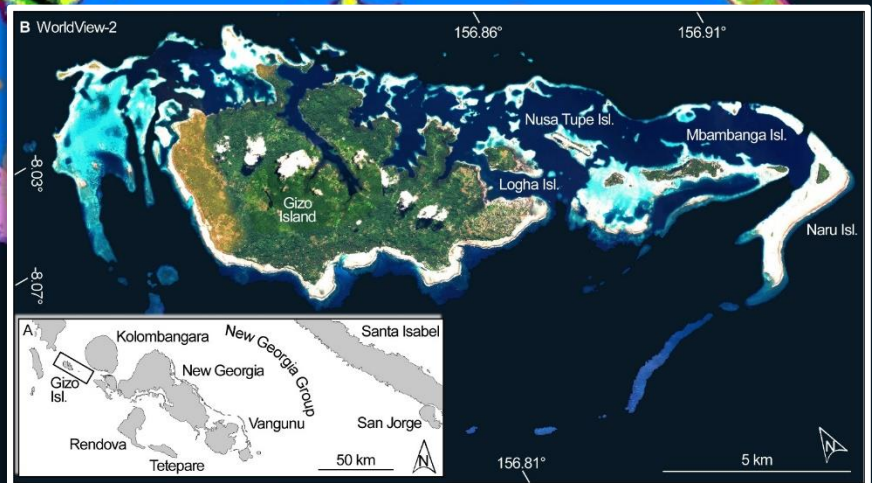 B WorldView-2
156.86°
156.91°
Nusa Tupe Isl.
Mbambanga Isl.
-8.03°
Logha Isl.
Gizo
Island
Naru Isl.
-8.07°
A
Kolombangara
New Georgia Group
Santa Isabel
New Georgia
Gizo
Isl.
Vangunu
San Jorge
Rendova
Tetepare
50 km
N
156.81°
5 km
N